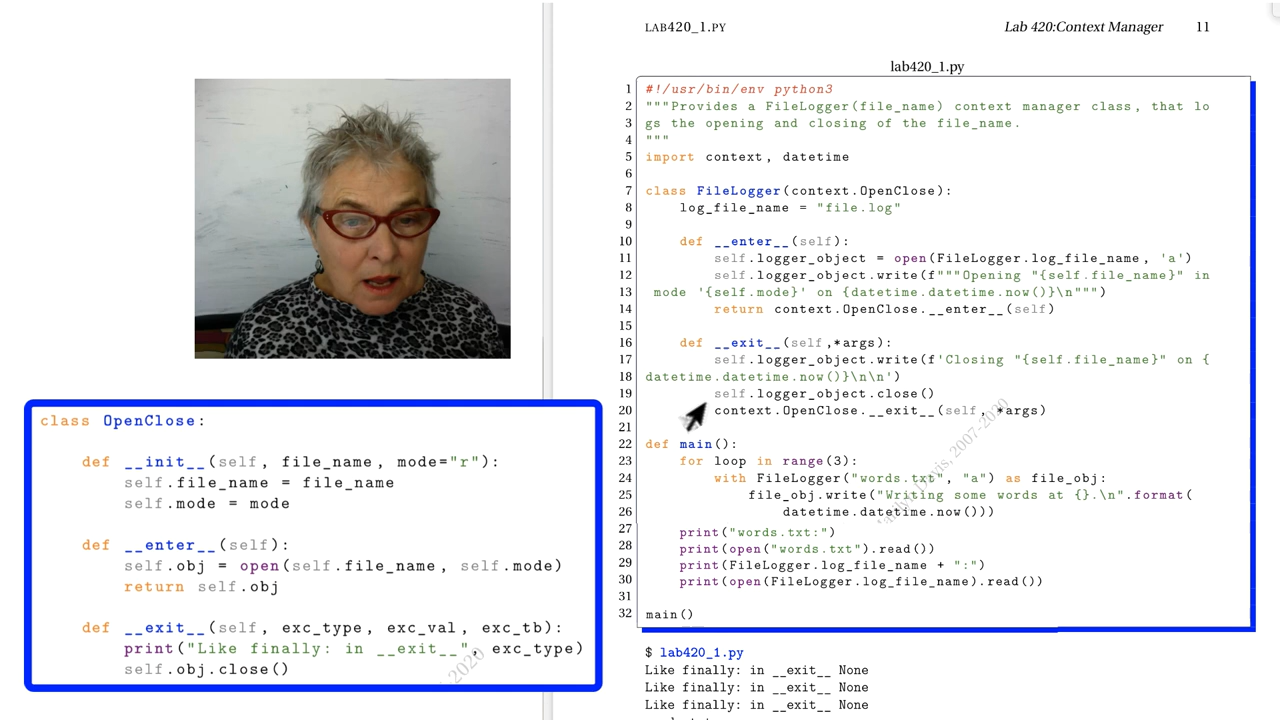 LAB420_1.PY Lab 420:Context Manager 11
lab420_1.py
1 #!/usr/bin/env python3
2 """Provides a FileLogger(file_name) context manager class, that lo
3 gs the opening and closing of the file_name.
4 """
5 import context, datetime
6
7 class FileLogger(context.OpenClose):
8 log_file_name = "file.log"
9
10 def __enter__(self):
11 self.logger_object = open(FileLogger.log_file_name, 'a')
12 self.logger_object.write(f"""Opening "{self.file_name}" in
13 mode '{self.mode}' on {datetime.datetime.now()}\n""")
14 return context.OpenClose.__enter__(self)
15
16 def __exit__(self,*args):
17 self.logger_object.write(f'Closing "{self.file_name}" on {
18 datetime.datetime.now()}\n\n')
19 self.logger_object.close()
20 context.OpenClose.__exit__(self, *args)
21
22 def main():
23 for loop in range(3):
24 with FileLogger("words.txt", "a") as file_obj:
25 file_obj.write("Writing some words at {}.\n".format(
26 datetime.datetime.now()))
27 print("words.txt:")
28 print(open("words.txt").read())
29 print(FileLogger.log_file_name + ":")
30 print(open(FileLogger.log_file_name).read())
31
32 main()
$ lab420_1.py
Like finally: in __exit__ None
Like finally: in __exit__ None
Like finally: in __exit__ None
class OpenClose:
def __init__(self, file_name, mode="r"):
self.file_name = file_name
self.mode = mode
def __enter__(self):
self.obj = open(self.file_name, self.mode)
return self.obj
def __exit__(self, exc_type, exc_val, exc_tb):
print("Like finally: in __exit__", exc_type)
self.obj.close()
Davis, 2007-2020
-2020